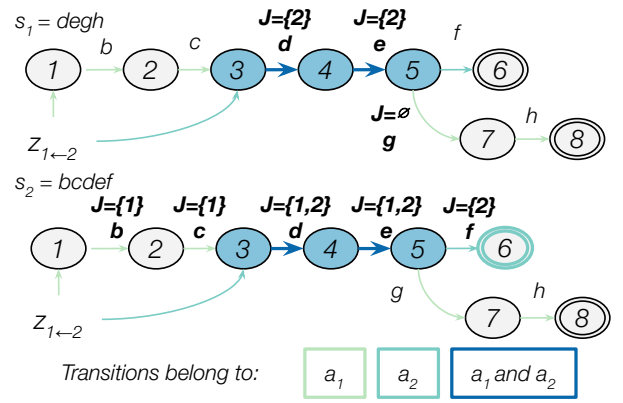 s1 = degh
J={2} J={2}
b c d e f
1 2 3 4 5 6
J=∅
g h
7 8
z1←2
s2 = bcdef
J={1} J={1} J={1,2} J={1,2} J={2}
b c d e f
1 2 3 4 5 6
g h
7 8
z1←2
Transitions belong to: a1 a2 a1 and a2